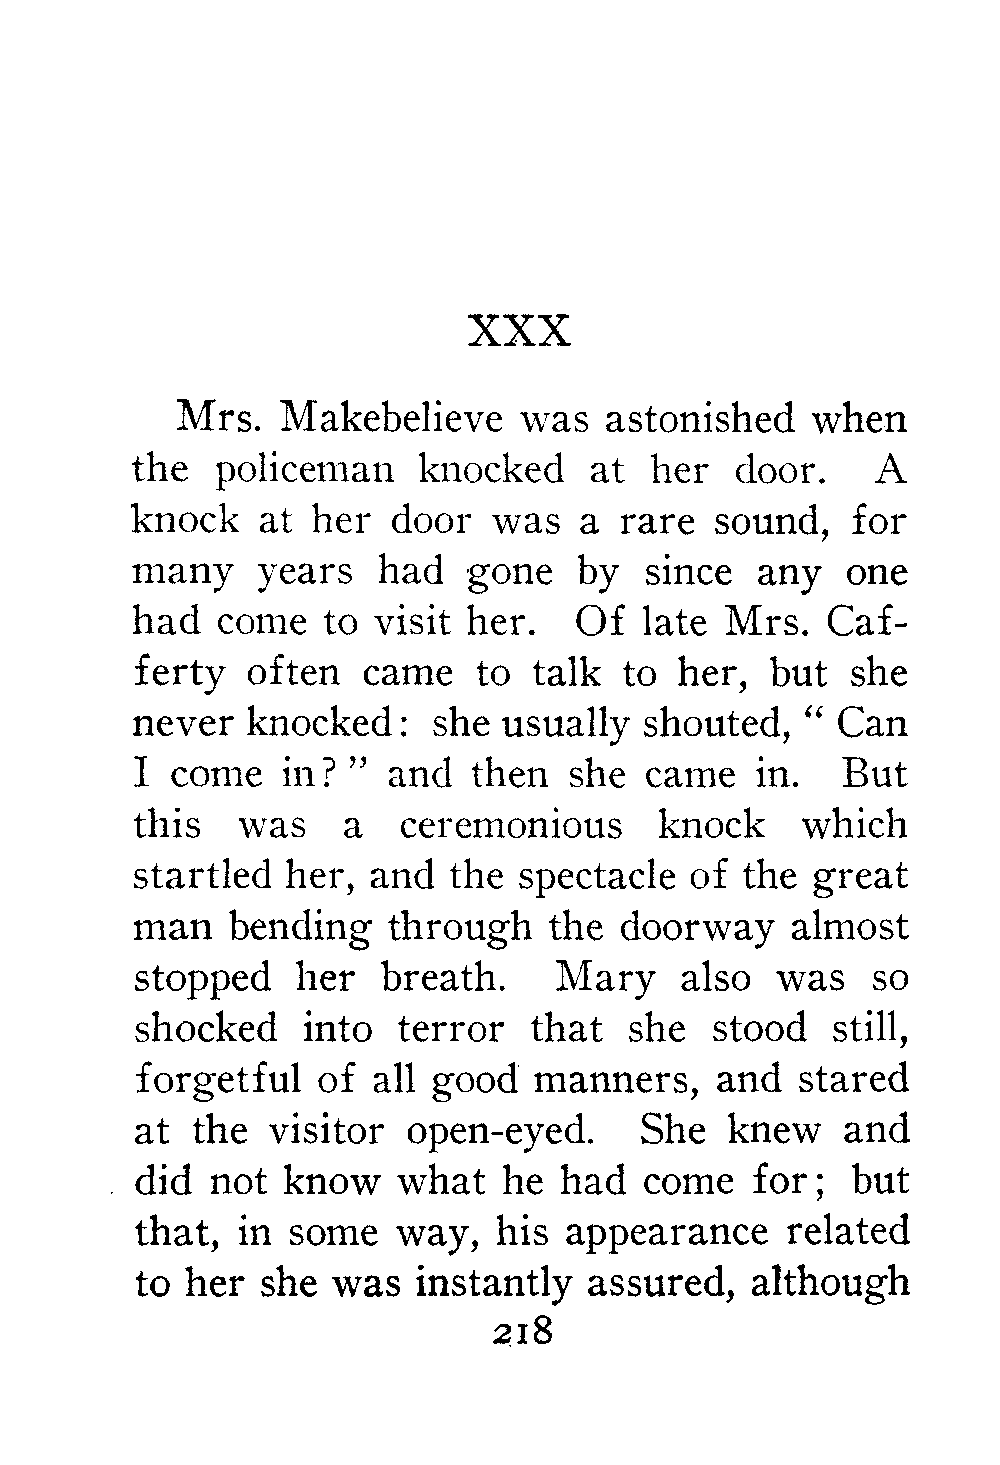 XXX
Mrs. Makebelieve was astonished when
the policeman knocked at her door. A
knock at her door was a rare sound, for
many years had gone by since any one
had come to visit her. Of late Mrs. Caf-
ferty often came to talk to her, but she
never knocked: she usually shouted, “ Can
I come in? ” and then she came in. But
this was a ceremonious knock which
startled her, and the spectacle of the great
man bending through the doorway almost
stopped her breath. Mary also was so
shocked into terror that she stood still,
forgetful of all good manners, and stared
at the visitor open-eyed. She knew and
did not know what he had come for; but
that, in some way, his appearance related
to her she was instantly assured, although
218